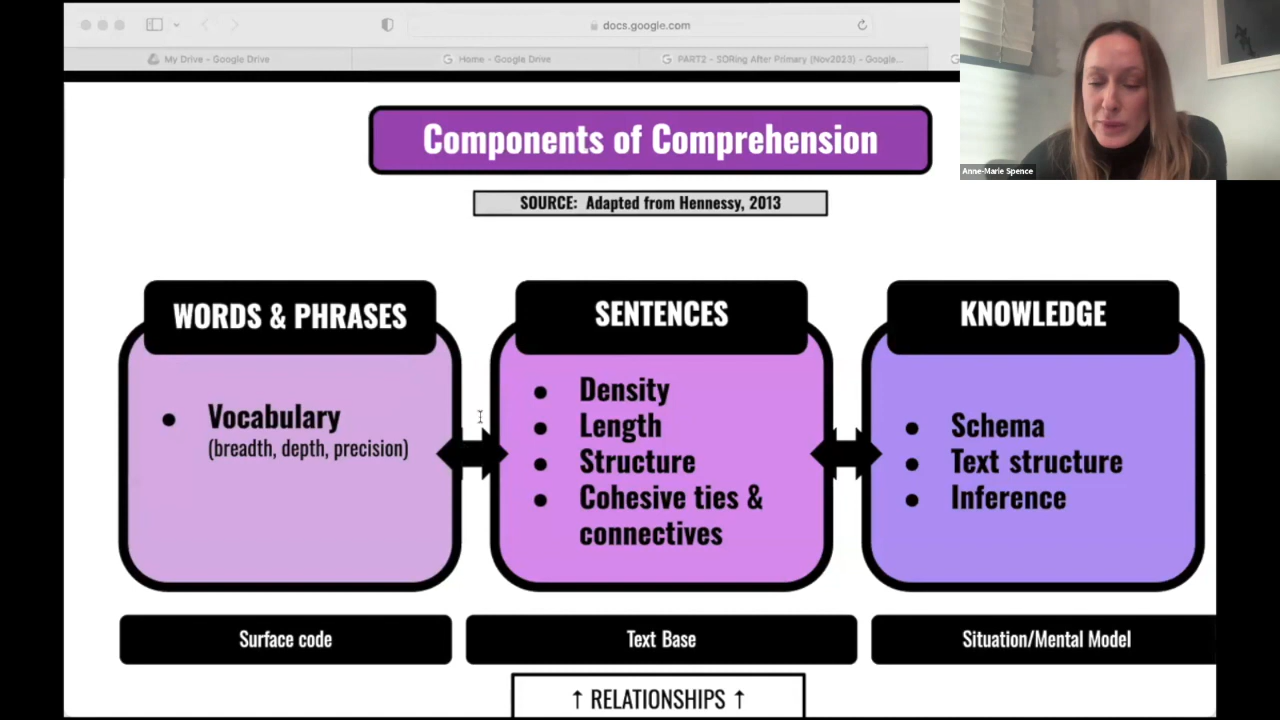 docs.google.com
My Drive - Google Drive
Home - Google Drive
PART2 - SORing After Primary (Nov2023) - Google...
Anne-Marie Spence
Components of Comprehension
SOURCE: Adapted from Hennessy, 2013
WORDS & PHRASES
● Vocabulary
(breadth, depth, precision)
SENTENCES
● Density
● Length
● Structure
● Cohesive ties &
connectives
KNOWLEDGE
● Schema
● Text structure
● Inference
Surface code
Text Base
Situation/Mental Model
↑ RELATIONSHIPS ↑